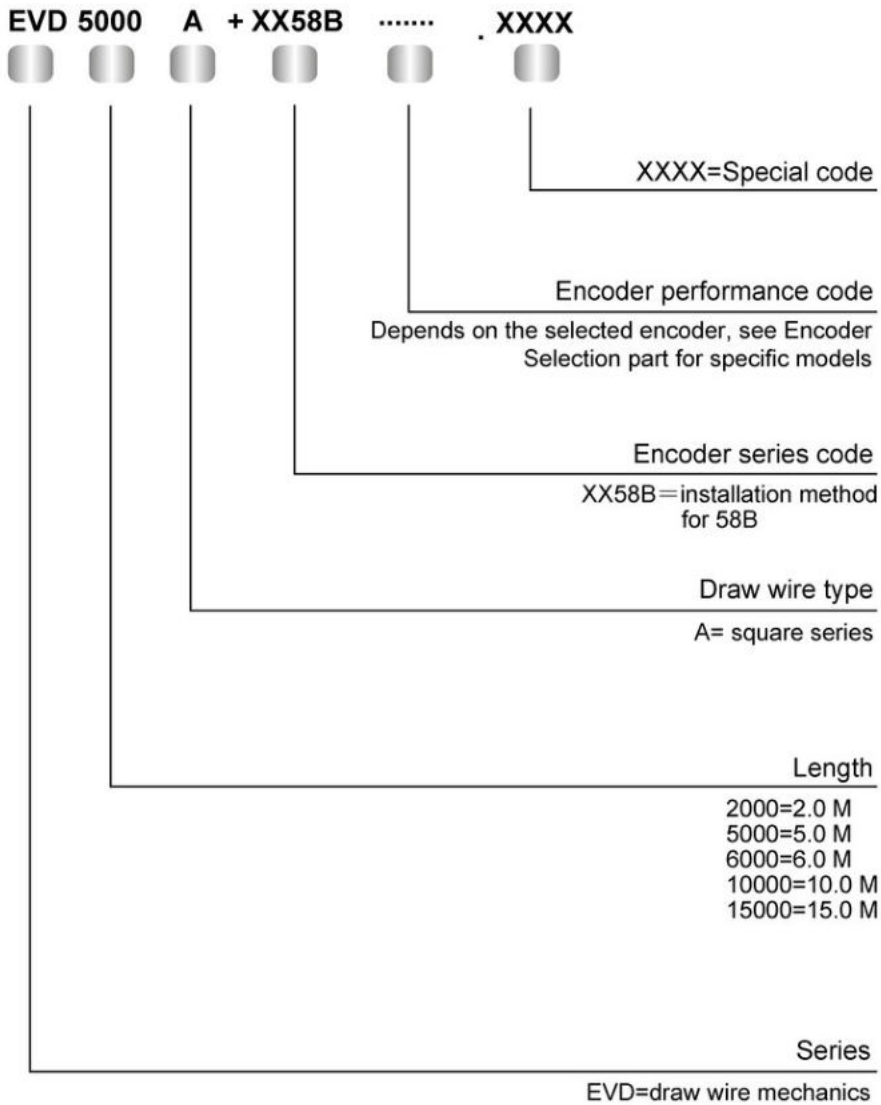 EVD 5000 A + XX58B ······· . XXXX
XXXX=Special code
Encoder performance code
Depends on the selected encoder, see Encoder
Selection part for specific models
Encoder series code
XX58B=installation method
for 58B
Draw wire type
A= square series
Length
2000=2.0 M
5000=5.0 M
6000=6.0 M
10000=10.0 M
15000=15.0 M
Series
EVD=draw wire mechanics